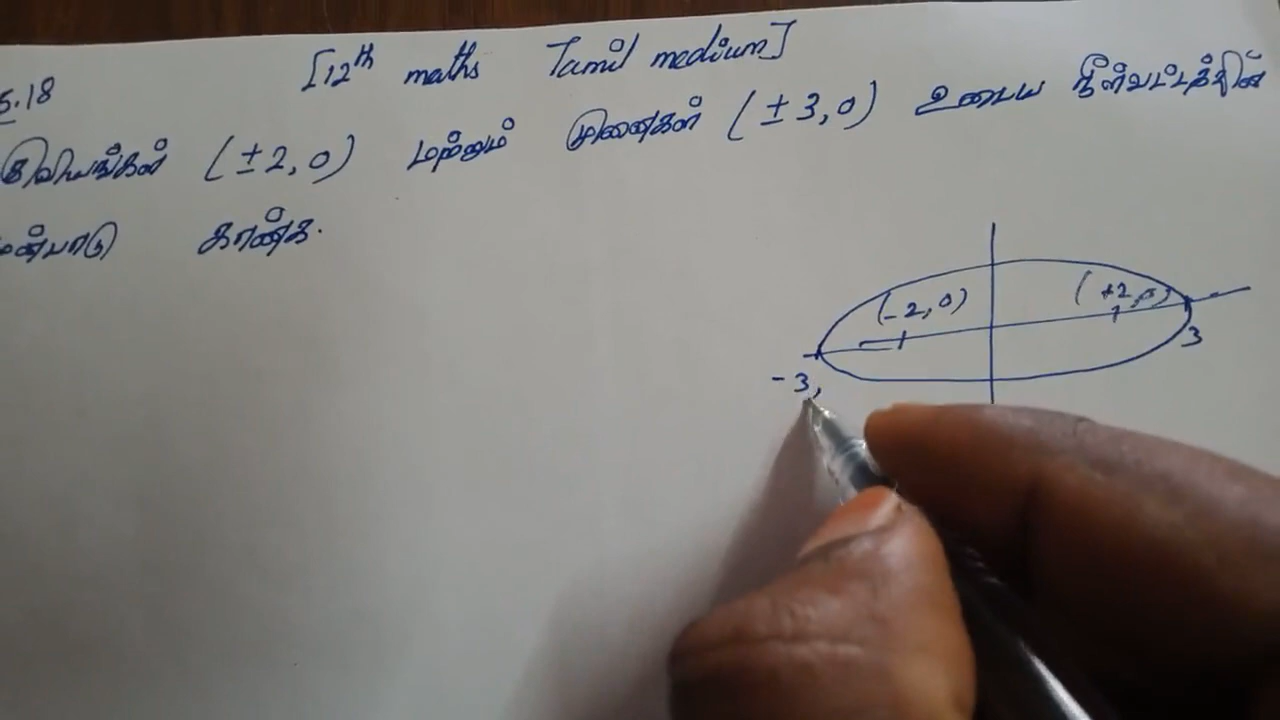 [12th maths Tamil medium]
5.18
குவியங்கள் (±2,0) மற்றும் முனைகள் (±3,0) உடைய நீள்வட்டத்தின்
மன்பாடு காண்க.
(-2,0) (+2,0)
3
-3,